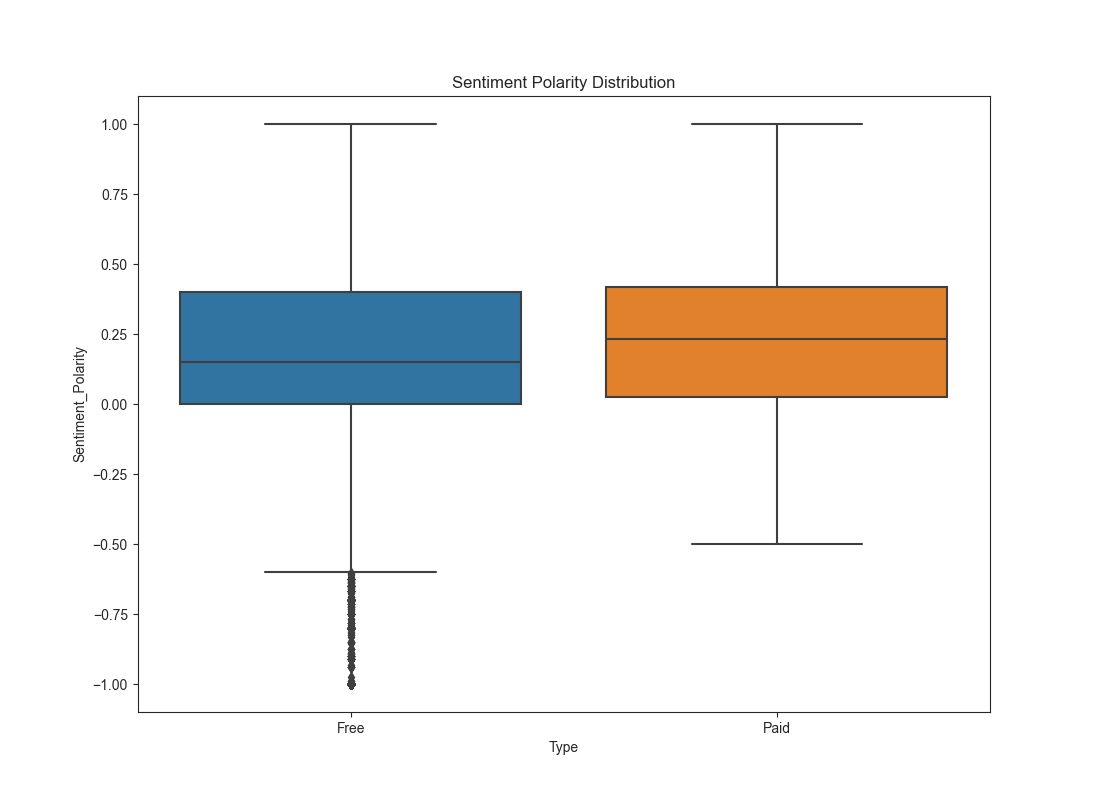 Sentiment Polarity Distribution
1.00
0.75
0.50
0.25
0.00
−0.25
−0.50
−0.75
−1.00
Sentiment_Polarity
Free
Paid
Type